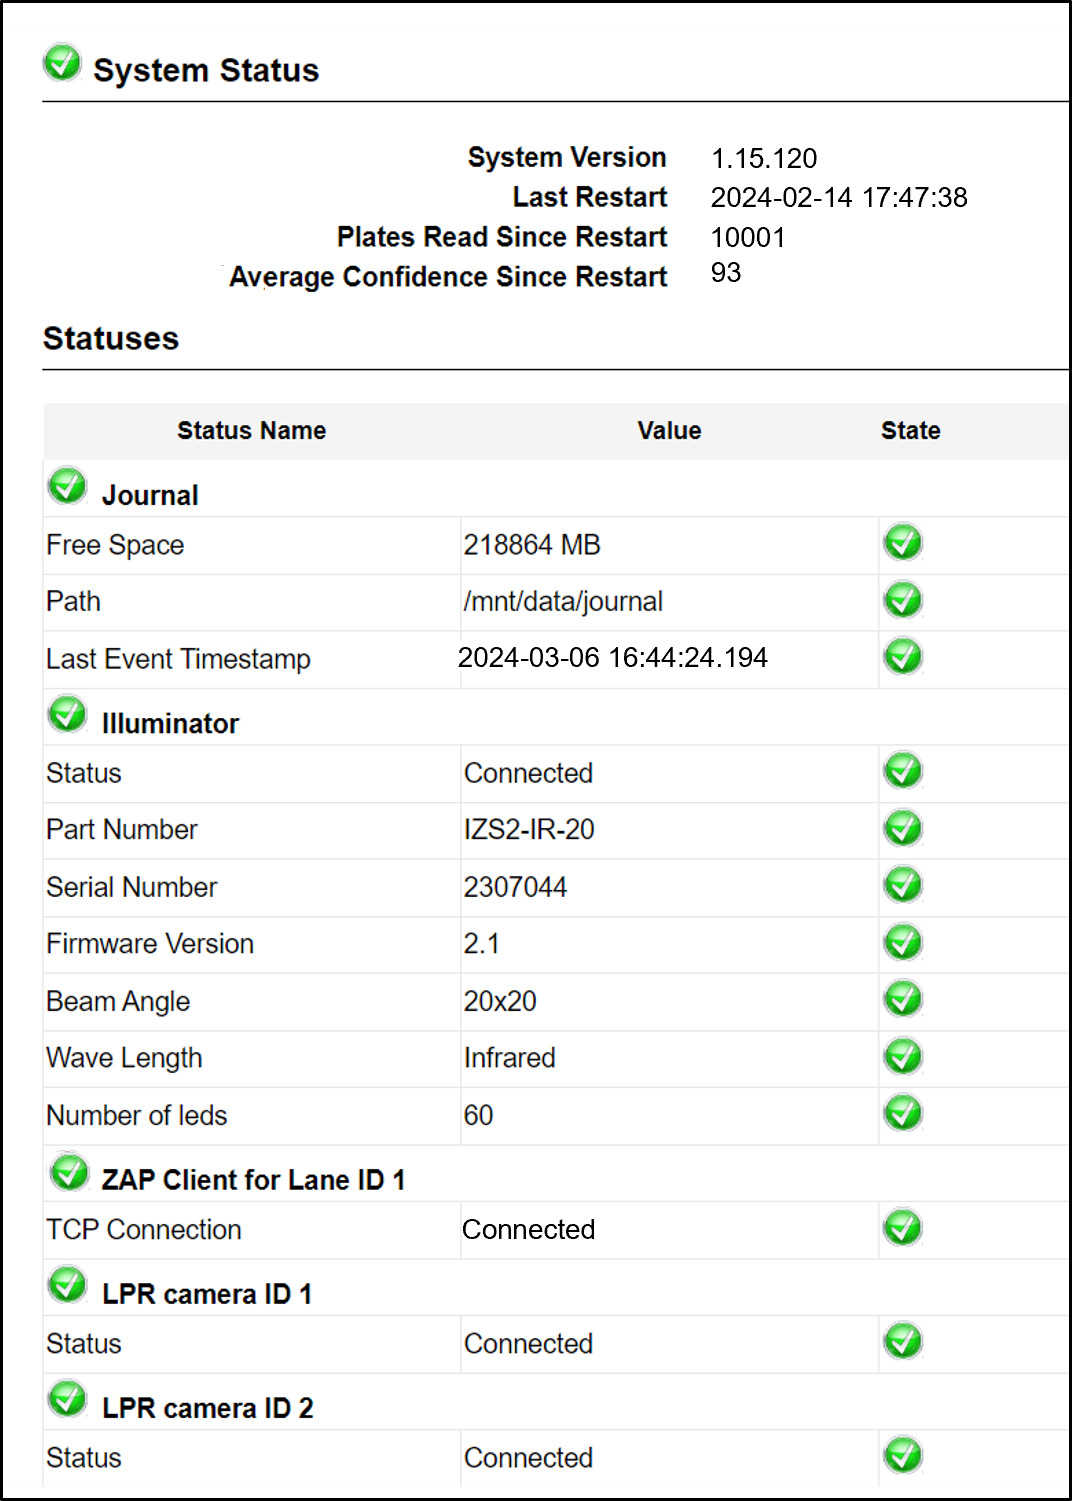 System Status
System Version 1.15.120
Last Restart 2024-02-14 17:47:38
Plates Read Since Restart 10001
Average Confidence Since Restart 93
Statuses
Status Name Value State
Journal
Free Space 218864 MB
Path /mnt/data/journal
Last Event Timestamp 2024-03-06 16:44:24.194
Illuminator
Status Connected
Part Number IZS2-IR-20
Serial Number 2307044
Firmware Version 2.1
Beam Angle 20x20
Wave Length Infrared
Number of leds 60
ZAP Client for Lane ID 1
TCP Connection Connected
LPR camera ID 1
Status Connected
LPR camera ID 2
Status Connected